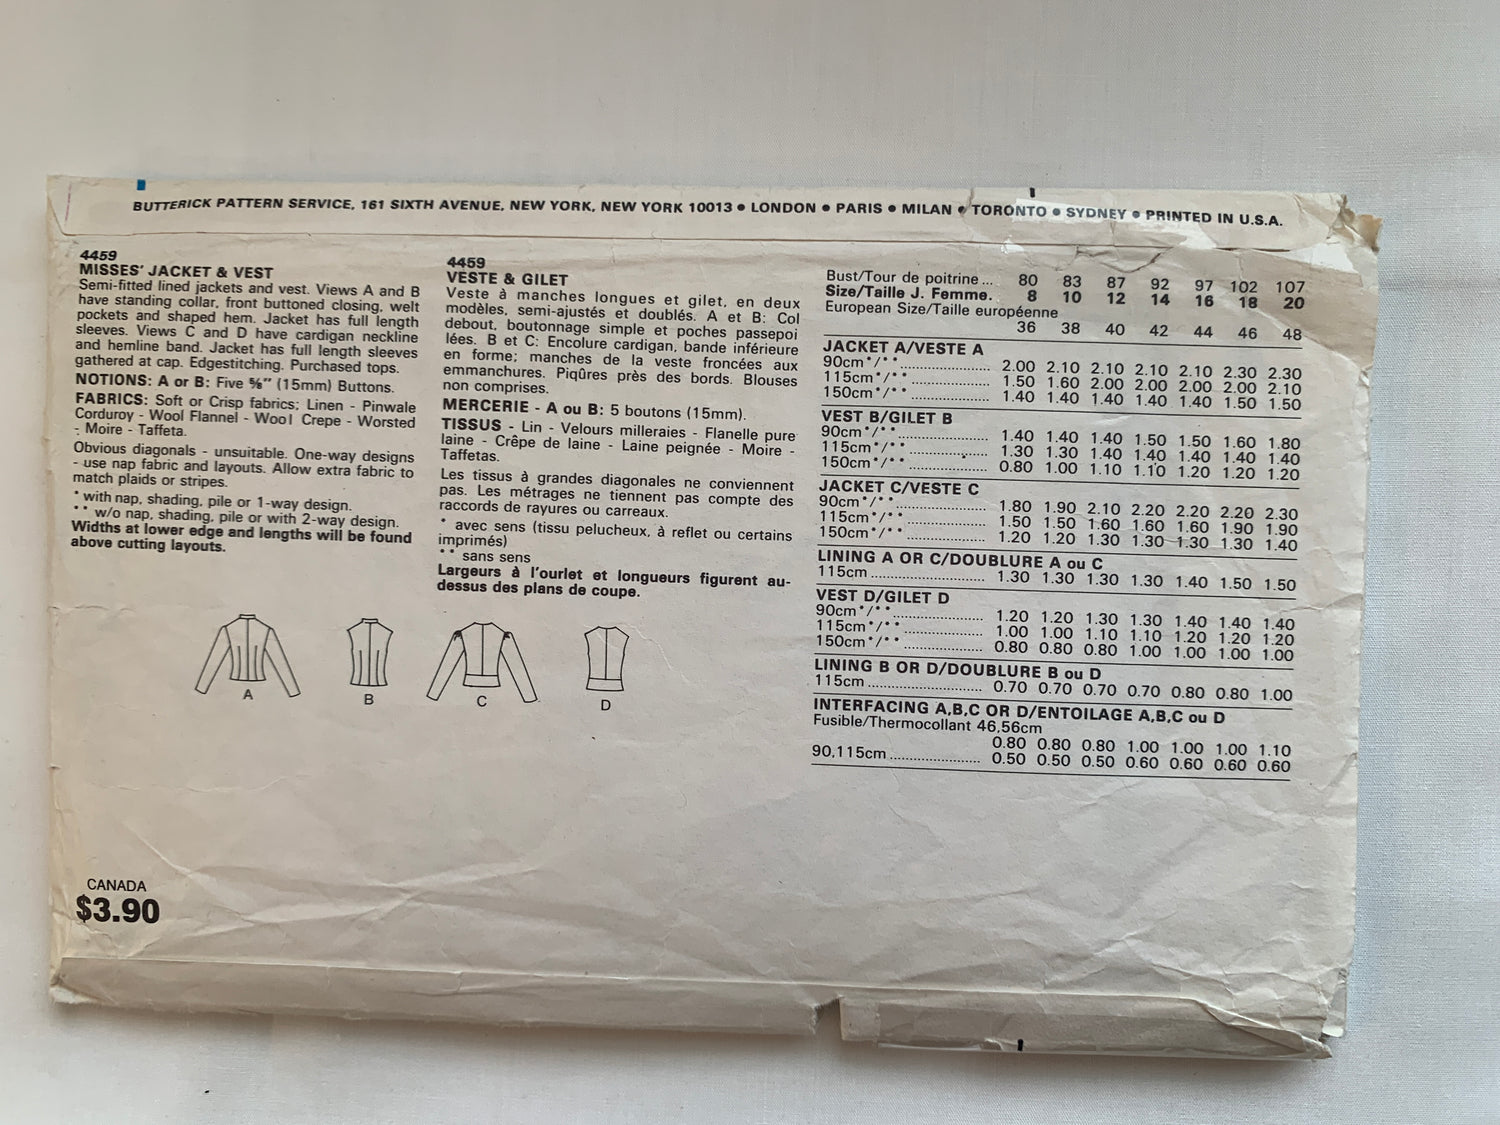 BUTTERICK PATTERN SERVICE, 161 SIXTH AVENUE, NEW YORK, NEW YORK 10013 • LONDON • PARIS • MILAN • TORONTO • SYDNEY • PRINTED IN U.S.A.
4459
MISSES' JACKET & VEST
Semi-fitted lined jackets and vest. Views A and B
have standing collar, front buttoned closing, welt
pockets and shaped hem. Jacket has full length
sleeves. Views C and D have cardigan neckline
and hemline band. Jacket has full length sleeves
gathered at cap. Edgestitching. Purchased tops.
NOTIONS: A or B: Five ⅝" (15mm) Buttons.
FABRICS: Soft or Crisp fabrics; Linen - Pinwale
Corduroy - Wool Flannel - Wool Crepe - Worsted
- Moire - Taffeta.
Obvious diagonals - unsuitable. One-way designs
- use nap fabric and layouts. Allow extra fabric to
match plaids or stripes.
* with nap, shading, pile or 1-way design.
** w/o nap, shading, pile or with 2-way design.
Widths at lower edge and lengths will be found
above cutting layouts.
4459
VESTE & GILET
Veste à manches longues et gilet, en deux
modèles, semi-ajustés et doublés. A et B: Col
debout, boutonnage simple et poches passepoi
lées. B et C: Encolure cardigan, bande inférieure
en forme; manches de la veste froncées aux
emmanchures. Piqûres près des bords. Blouses
non comprises.
MERCERIE - A ou B: 5 boutons (15mm).
TISSUS - Lin - Velours milleraies - Flanelle pure
laine - Crêpe de laine - Laine peignée - Moire -
Taffetas.
Les tissus à grandes diagonales ne conviennent
pas. Les métrages ne tiennent pas compte des
raccords de rayures ou carreaux.
* avec sens (tissu pelucheux, à reflet ou certains
imprimés)
** sans sens
Largeurs à l'ourlet et longueurs figurent au-
dessus des plans de coupe.
A
B
C
D
Bust/Tour de poitrine... 80 83 87 92 97 102 107
Size/Taille J. Femme. 8 10 12 14 16 18 20
European Size/Taille européenne
36 38 40 42 44 46 48
JACKET A/VESTE A
90cm*/** 2.00 2.10 2.10 2.10 2.10 2.30 2.30
115cm*/** 1.50 1.60 2.00 2.00 2.00 2.00 2.10
150cm*/** 1.40 1.40 1.40 1.40 1.40 1.50 1.50
VEST B/GILET B
90cm*/** 1.40 1.40 1.40 1.50 1.50 1.60 1.80
115cm*/** 1.30 1.30 1.40 1.40 1.40 1.40 1.40
150cm*/** 0.80 1.00 1.10 1.10 1.20 1.20 1.20
JACKET C/VESTE C
90cm*/** 1.80 1.90 2.10 2.20 2.20 2.20 2.30
115cm*/** 1.50 1.50 1.60 1.60 1.60 1.90 1.90
150cm*/** 1.20 1.20 1.30 1.30 1.30 1.30 1.40
LINING A OR C/DOUBLURE A ou C
115cm 1.30 1.30 1.30 1.30 1.40 1.50 1.50
VEST D/GILET D
90cm*/** 1.20 1.20 1.30 1.30 1.40 1.40 1.40
115cm*/** 1.00 1.00 1.10 1.10 1.20 1.20 1.20
150cm*/** 0.80 0.80 0.80 1.00 1.00 1.00 1.00
LINING B OR D/DOUBLURE B ou D
115cm 0.70 0.70 0.70 0.70 0.80 0.80 1.00
INTERFACING A,B,C OR D/ENTOILAGE A,B,C ou D
Fusible/Thermocollant 46,56cm
0.80 0.80 0.80 1.00 1.00 1.00 1.10
90,115cm 0.50 0.50 0.50 0.60 0.60 0.60 0.60
CANADA
$3.90